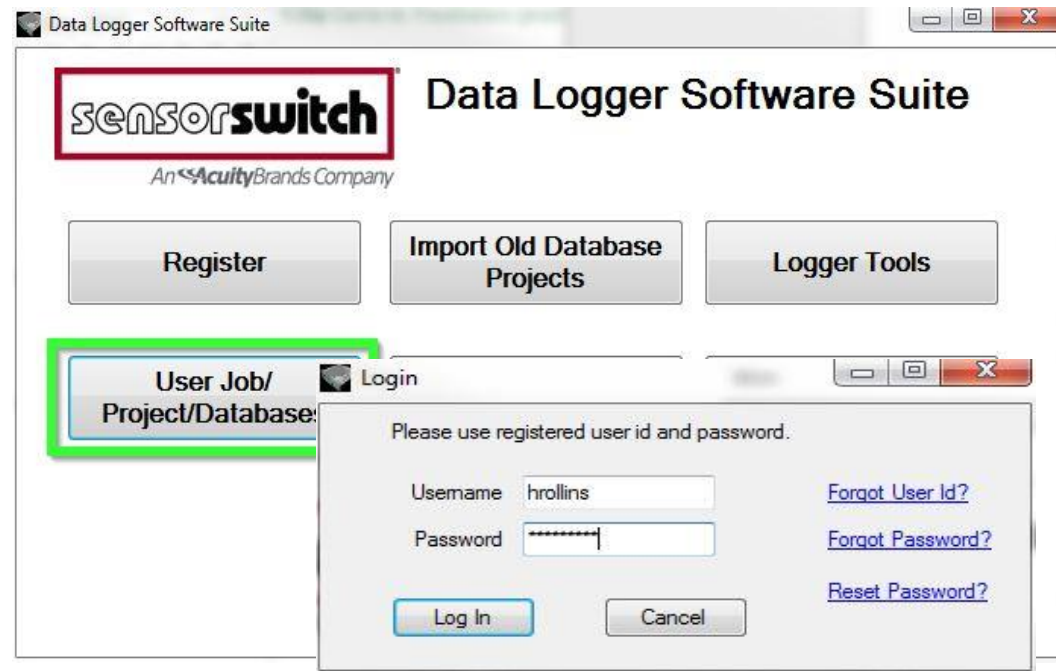 Data Logger Software Suite
sensorswitch
An AcuityBrands Company
Data Logger Software Suite
Register
Import Old Database
Projects
Logger Tools
User Job/
Project/Databases
Login
Please use registered user id and password.
Username hrollins
Forgot User Id?
Password *********
Forgot Password?
Reset Password?
Log In
Cancel